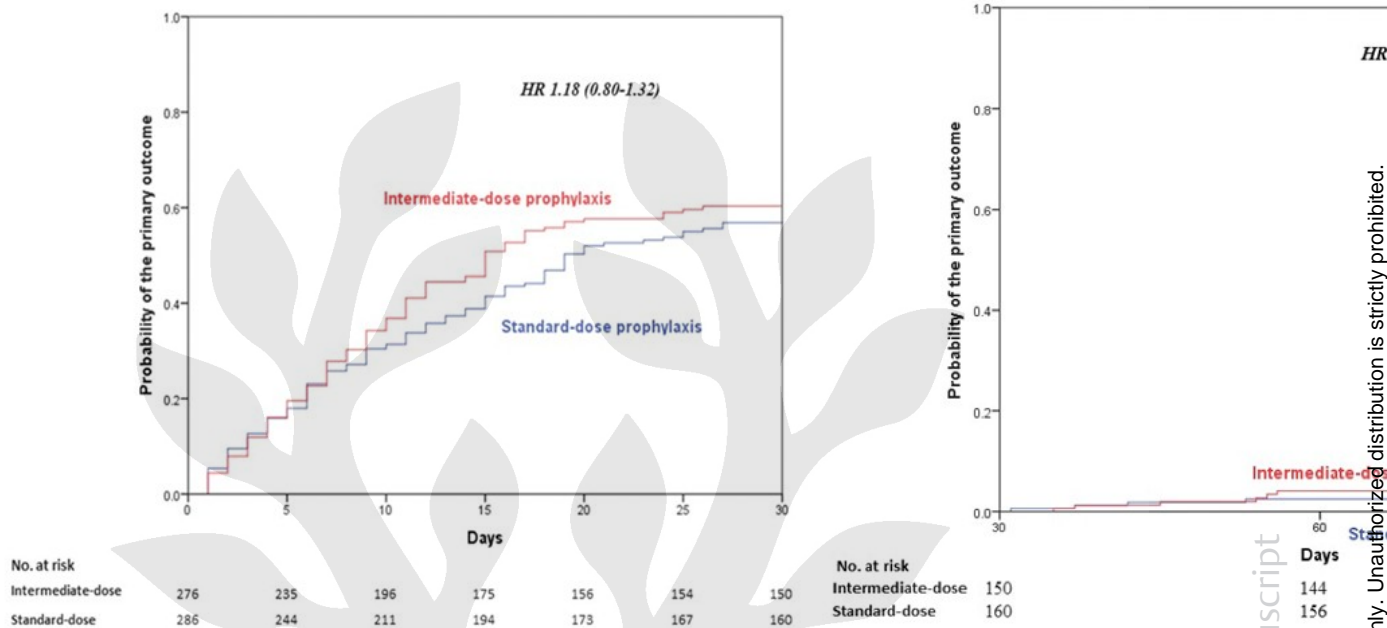 1.0
0.8
0.6
0.4
0.2
0.0
Probability of the primary outcome
HR 1.18 (0.80-1.32)
Intermediate-dose prophylaxis
Standard-dose prophylaxis
0 5 10 15 20 25 30
Days
No. at risk
Intermediate-dose 276 235 196 175 156 154 150
Standard-dose 286 244 211 194 173 167 160
1.0
0.8
0.6
0.4
0.2
0.0
Probability of the primary outcome
HR
Intermediate-do
30 60
Days
No. at risk
Intermediate-dose 150 144
Standard-dose 160 156
Unauthorized distribution is strictly prohibited.